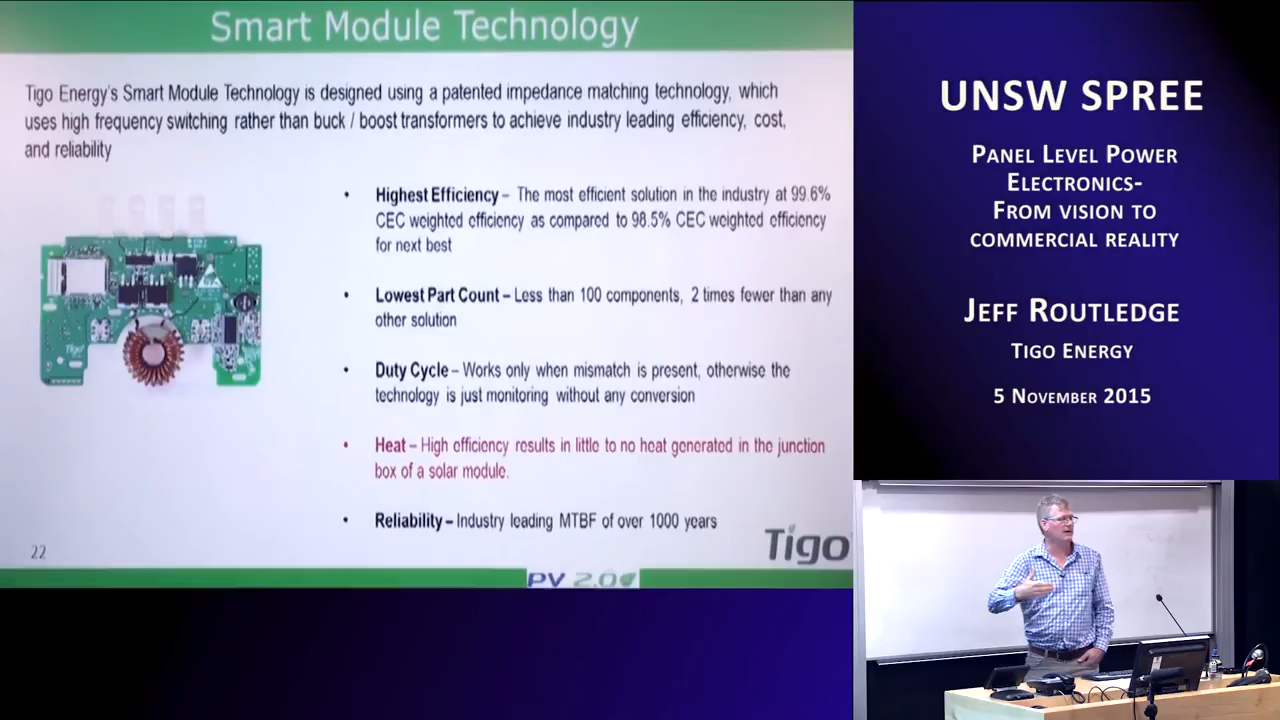 Smart Module Technology
Tigo Energy's Smart Module Technology is designed using a patented impedance matching technology, which
uses high frequency switching rather than buck / boost transformers to achieve industry leading efficiency, cost,
and reliability
• Highest Efficiency – The most efficient solution in the industry at 99.6%
CEC weighted efficiency as compared to 98.5% CEC weighted efficiency
for next best
• Lowest Part Count – Less than 100 components, 2 times fewer than any
other solution
• Duty Cycle – Works only when mismatch is present, otherwise the
technology is just monitoring without any conversion
• Heat – High efficiency results in little to no heat generated in the junction
box of a solar module.
• Reliability – Industry leading MTBF of over 1000 years
Tigo
22
Tigo
PV 2.0
UNSW SPREE
PANEL LEVEL POWER
ELECTRONICS-
FROM VISION TO
COMMERCIAL REALITY
JEFF ROUTLEDGE
TIGO ENERGY
5 NOVEMBER 2015